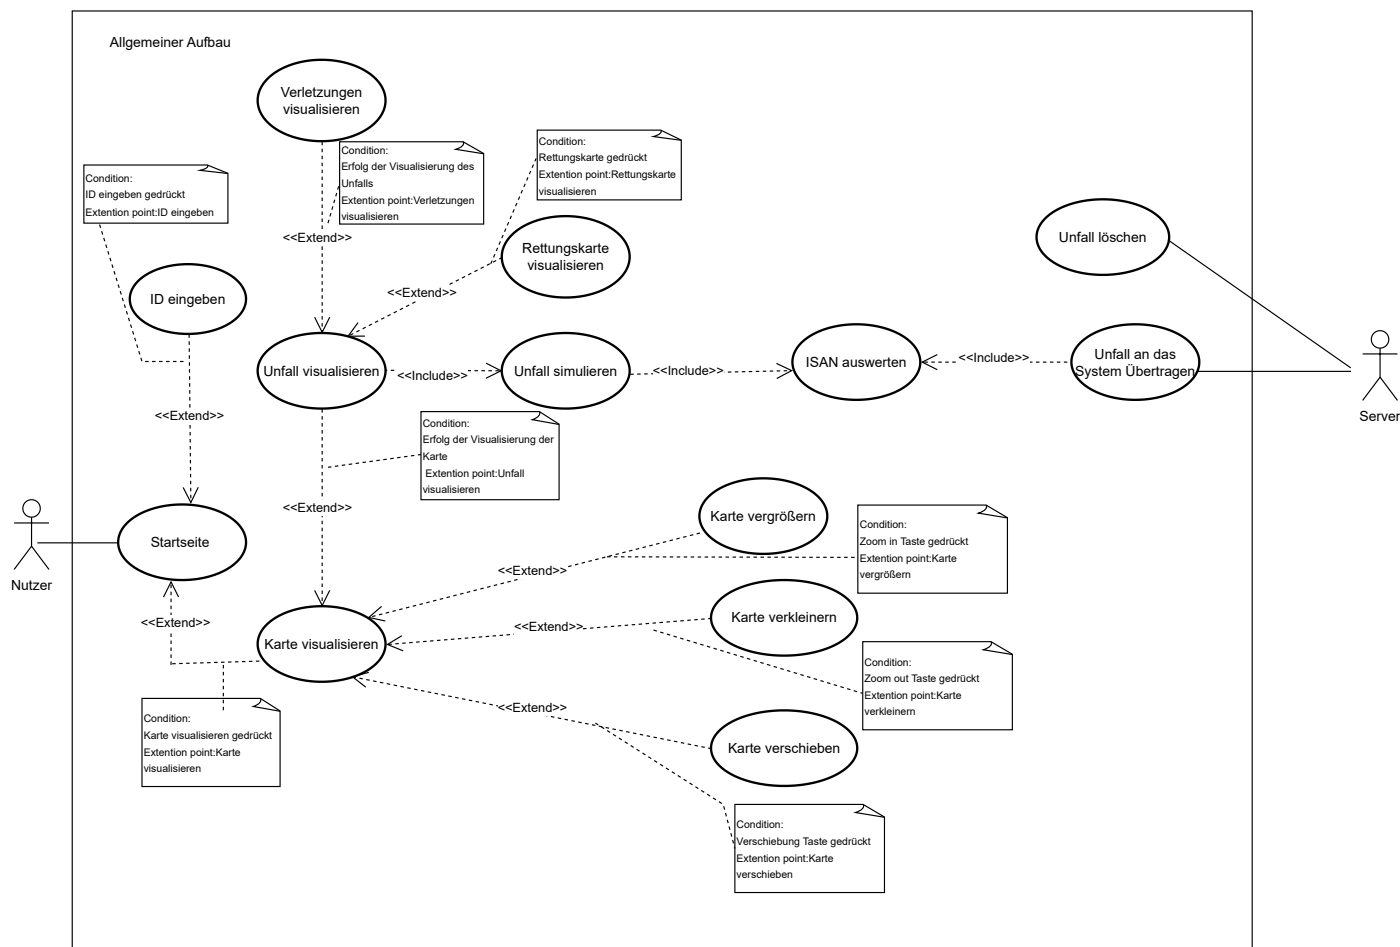 Allgemeiner Aufbau
Verletzungen
visualisieren
Condition:
Erfolg der Visualisierung des
Unfalls
Extention point:Verletzungen
visualisieren
Condition:
Rettungskarte gedrückt
Extention point:Rettungskarte
visualisieren
Condition:
ID eingeben gedrückt
Extention point:ID eingeben
<<Extend>>
Rettungskarte
visualisieren
Unfall löschen
ID eingeben
<<Extend>>
Unfall visualisieren
<<Include>>
Unfall simulieren
<<Include>>
ISAN auswerten
<<Include>>
Unfall an das
System Übertragen
Server
<<Extend>>
Condition:
Erfolg der Visualisierung der
Karte
Extention point:Unfall
visualisieren
<<Extend>>
Nutzer
Startseite
Karte vergrößern
Condition:
Zoom in Taste gedrückt
Extention point:Karte
vergrößern
<<Extend>>
<<Extend>>
Karte visualisieren
<<Extend>>
Karte verkleinern
Condition:
Zoom out Taste gedrückt
Extention point:Karte
verkleinern
Condition:
Karte visualisieren gedrückt
Extention point:Karte
visualisieren
<<Extend>>
Karte verschieben
Condition:
Verschiebung Taste gedrückt
Extention point:Karte
verschieben